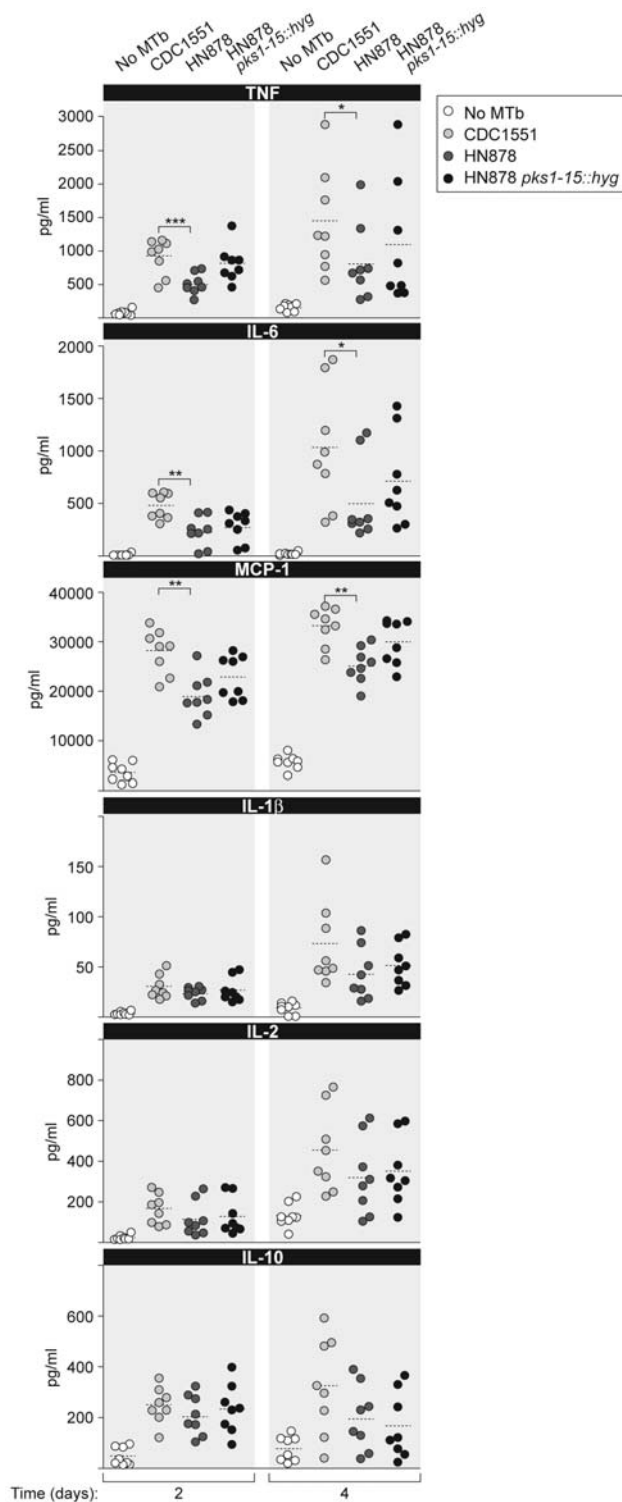 No MTb CDC1551 HN878 HN878 pks1-15::hyg No MTb CDC1551 HN878 HN878 pks1-15::hyg
TNF
3000
2500
2000
1500
1000
500
pg/ml
***
*
No MTb
CDC1551
HN878
HN878 pks1-15::hyg
IL-6
2000
1500
1000
500
pg/ml
**
*
MCP-1
40000
30000
20000
10000
pg/ml
**
**
IL-1β
150
100
50
pg/ml
IL-2
800
600
400
200
pg/ml
IL-10
600
400
200
pg/ml
Time (days): 2 4